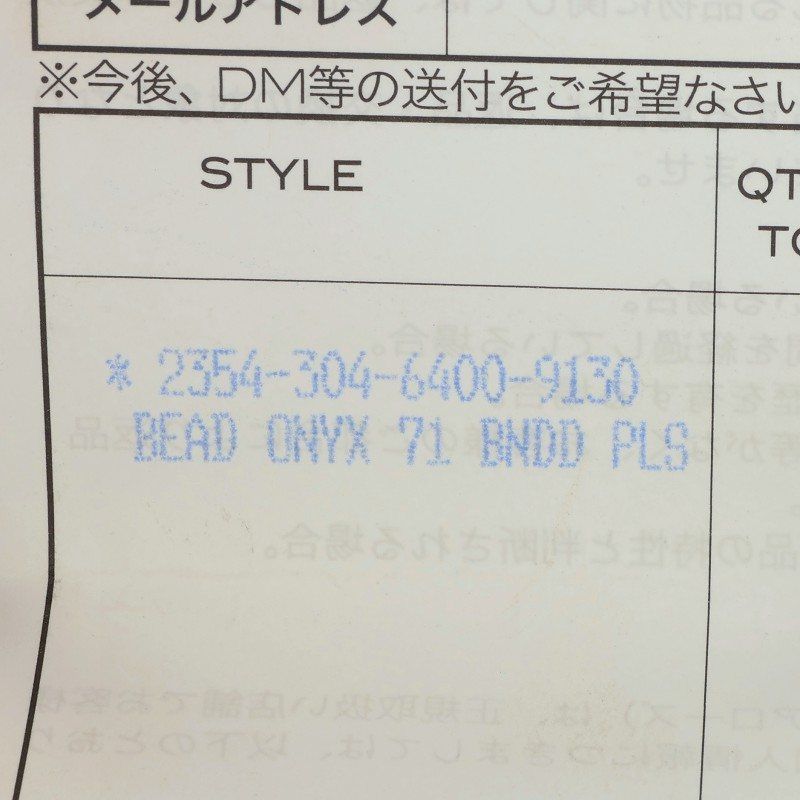 メールアドレス
※今後、DM等の送付をご希望なさい
STYLE
QT
TO
* 2354-304-6400-9130
BEAD ONYX 71 BNDD PLS